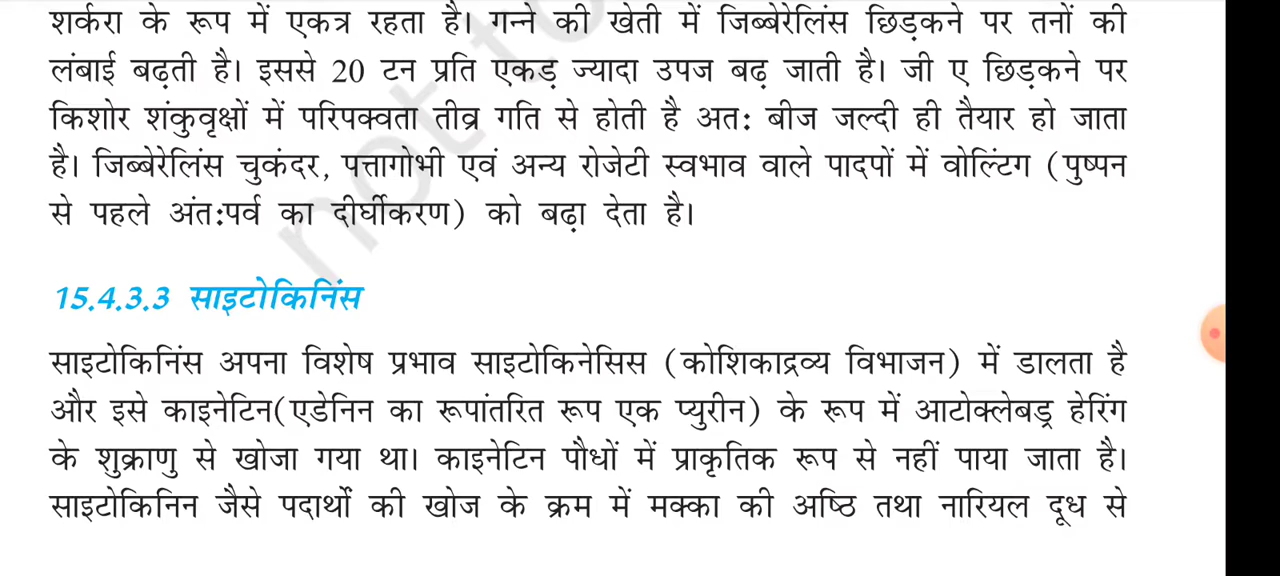 शर्करा के रूप में एकत्र रहता है। गन्ने की खेती में जिब्बेरेलिंस छिड़कने पर तनों की
लंबाई बढ़ती है। इससे 20 टन प्रति एकड़ ज्यादा उपज बढ़ जाती है। जी ए छिड़कने पर
किशोर शंकुवृक्षों में परिपक्वता तीव्र गति से होती है अतः बीज जल्दी ही तैयार हो जाता
है। जिब्बेरेलिंस चुकंदर, पत्तागोभी एवं अन्य रोजेटी स्वभाव वाले पादपों में वोल्टिंग (पुष्पन
से पहले अंतःपर्व का दीर्घीकरण) को बढ़ा देता है।
15.4.3.3 साइटोकिनिंस
साइटोकिनिंस अपना विशेष प्रभाव साइटोकिनेसिस (कोशिकाद्रव्य विभाजन) में डालता है
और इसे काइनेटिन(एडेनिन का रूपांतरित रूप एक प्युरीन) के रूप में आटोक्लेबड्र हेरिंग
के शुक्राणु से खोजा गया था। काइनेटिन पौधों में प्राकृतिक रूप से नहीं पाया जाता है।
साइटोकिनिन जैसे पदार्थों की खोज के क्रम में मक्का की अष्ठि तथा नारियल दूध से
not to